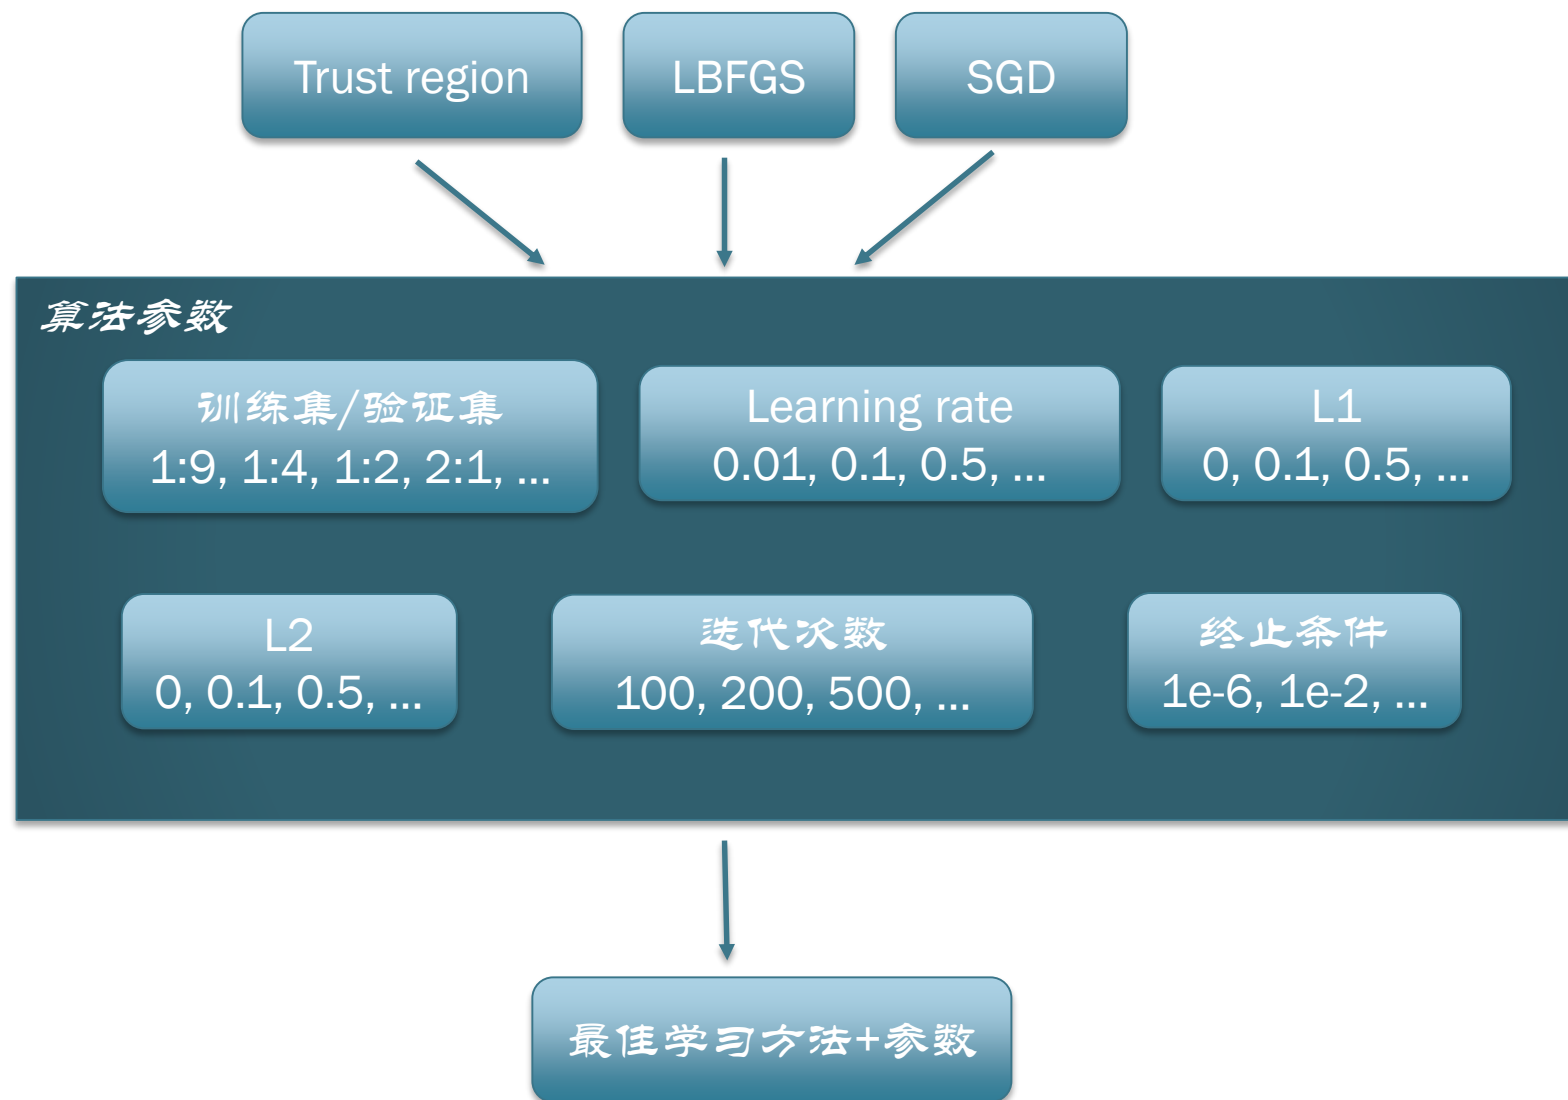 Trust region
LBFGS
SGD
算法参数
训练集/验证集
1:9, 1:4, 1:2, 2:1, ...
Learning rate
0.01, 0.1, 0.5, ...
L1
0, 0.1, 0.5, ...
L2
0, 0.1, 0.5, ...
迭代次数
100, 200, 500, ...
终止条件
1e-6, 1e-2, ...
最佳学习方法+参数